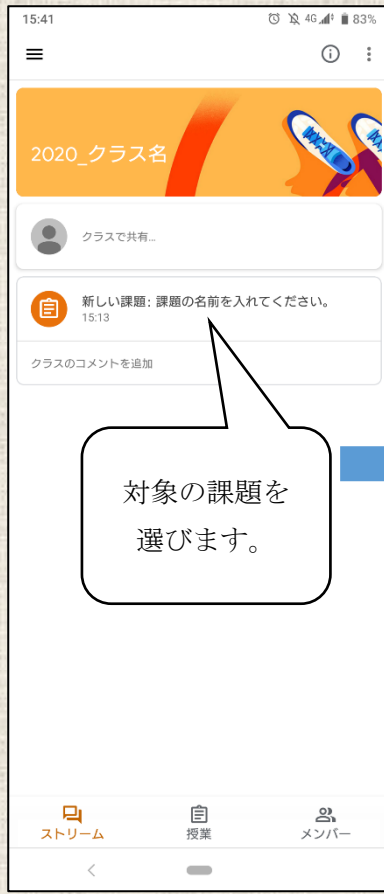 15:41
4G 83%
2020_クラス名
クラスで共有…
新しい課題: 課題の名前を入れてください。
15:13
クラスのコメントを追加
対象の課題を
選びます。
ストリーム
授業
メンバー